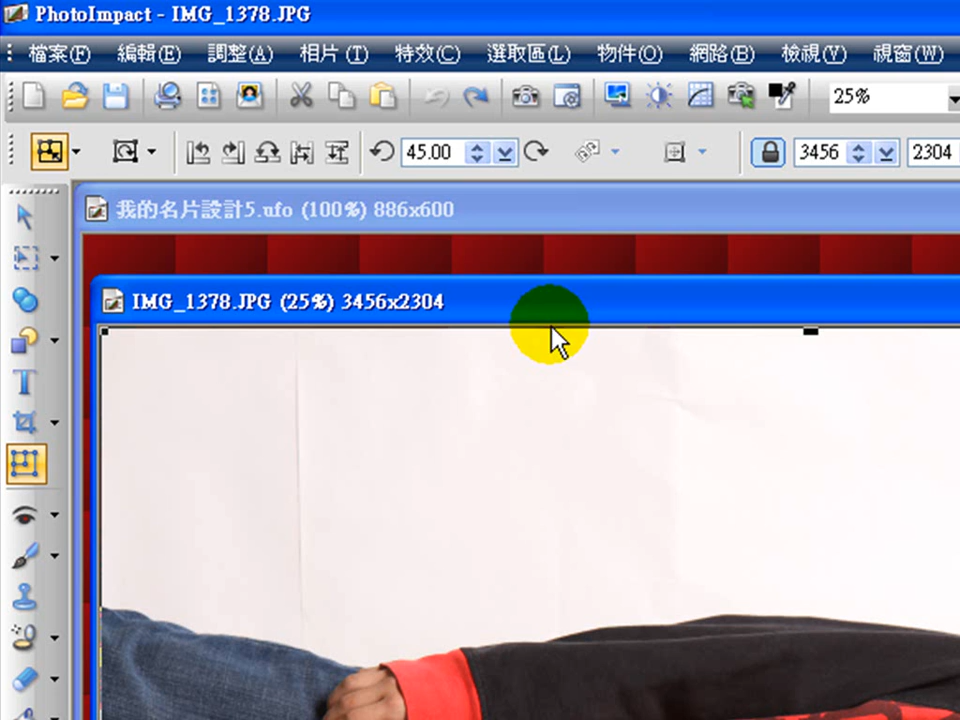 PhotoImpact - IMG_1378.JPG
檔案(F) 編輯(E) 調整(A) 相片(T) 特效(C) 選取區(L) 物件(O) 網路(B) 檢視(V) 視窗(W)
25%
45.00 3456 2304
我的名片設計5.ufo (100%) 886x600
IMG_1378.JPG (25%) 3456x2304
T